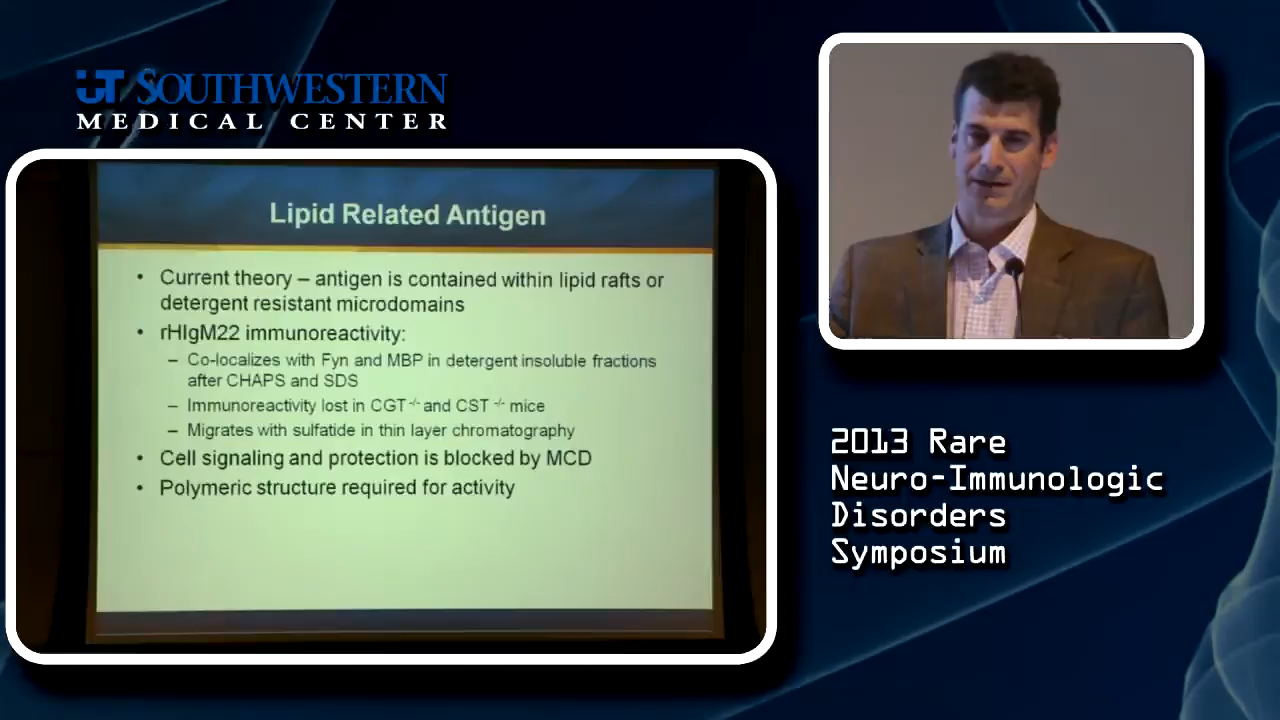 UT SOUTHWESTERN
MEDICAL CENTER
Lipid Related Antigen
• Current theory – antigen is contained within lipid rafts or
detergent resistant microdomains
• rHIgM22 immunoreactivity:
– Co-localizes with Fyn and MBP in detergent insoluble fractions
after CHAPS and SDS
– Immunoreactivity lost in CGT -/- and CST -/- mice
– Migrates with sulfatide in thin layer chromatography
• Cell signaling and protection is blocked by MCD
• Polymeric structure required for activity
2013 Rare
Neuro-Immunologic
Disorders
Symposium